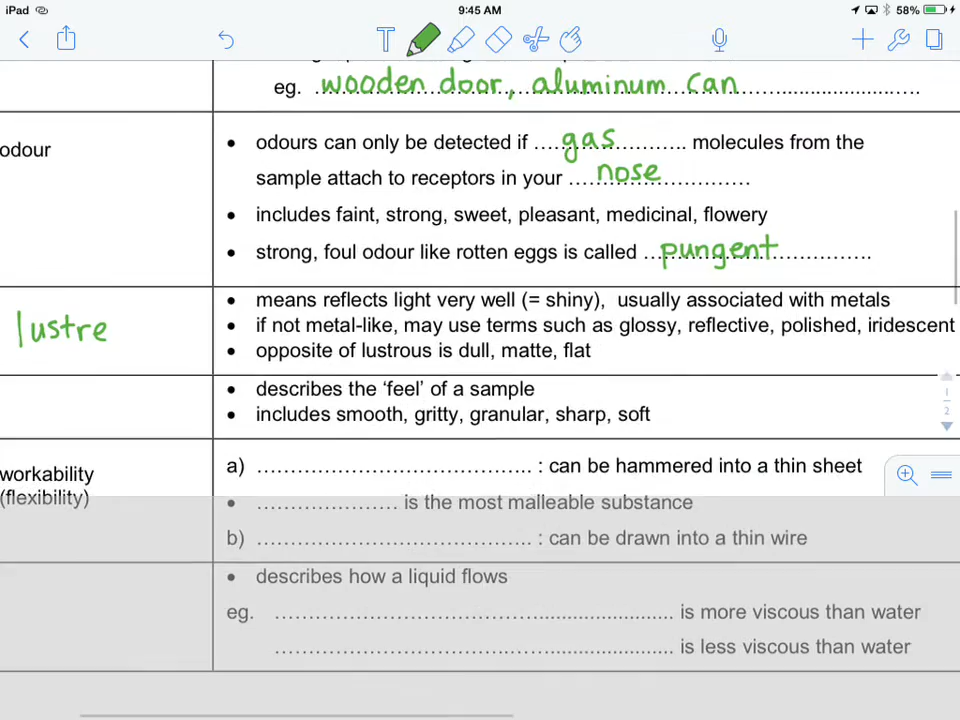 iPad 9:45 AM 58%
T
eg. wooden door, aluminum can
odour
• odours can only be detected if ...gas... molecules from the
sample attach to receptors in your ...nose...
• includes faint, strong, sweet, pleasant, medicinal, flowery
• strong, foul odour like rotten eggs is called ...pungent...
lustre
• means reflects light very well (= shiny), usually associated with metals
• if not metal-like, may use terms such as glossy, reflective, polished, iridescent
• opposite of lustrous is dull, matte, flat
• describes the ‘feel’ of a sample
• includes smooth, gritty, granular, sharp, soft
workability
(flexibility)
a) ........................................ : can be hammered into a thin sheet
• .................... is the most malleable substance
b) ........................................ : can be drawn into a thin wire
• describes how a liquid flows
eg. ........................................ is more viscous than water
........................................ is less viscous than water
1
2